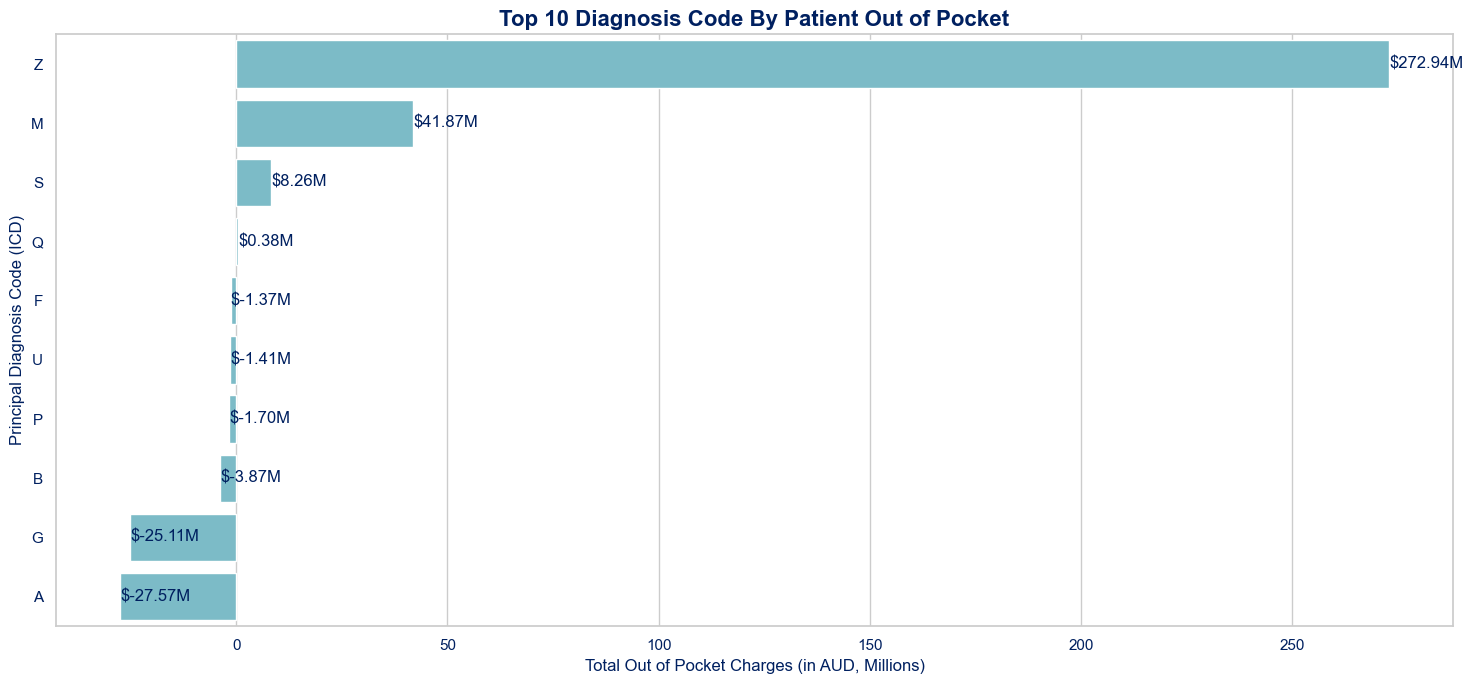 Top 10 Diagnosis Code By Patient Out of Pocket
Principal Diagnosis Code (ICD)
Z $272.94M
M $41.87M
S $8.26M
Q $0.38M
F $-1.37M
U $-1.41M
P $-1.70M
B $-3.87M
G $-25.11M
A $-27.57M
0 50 100 150 200 250
Total Out of Pocket Charges (in AUD, Millions)